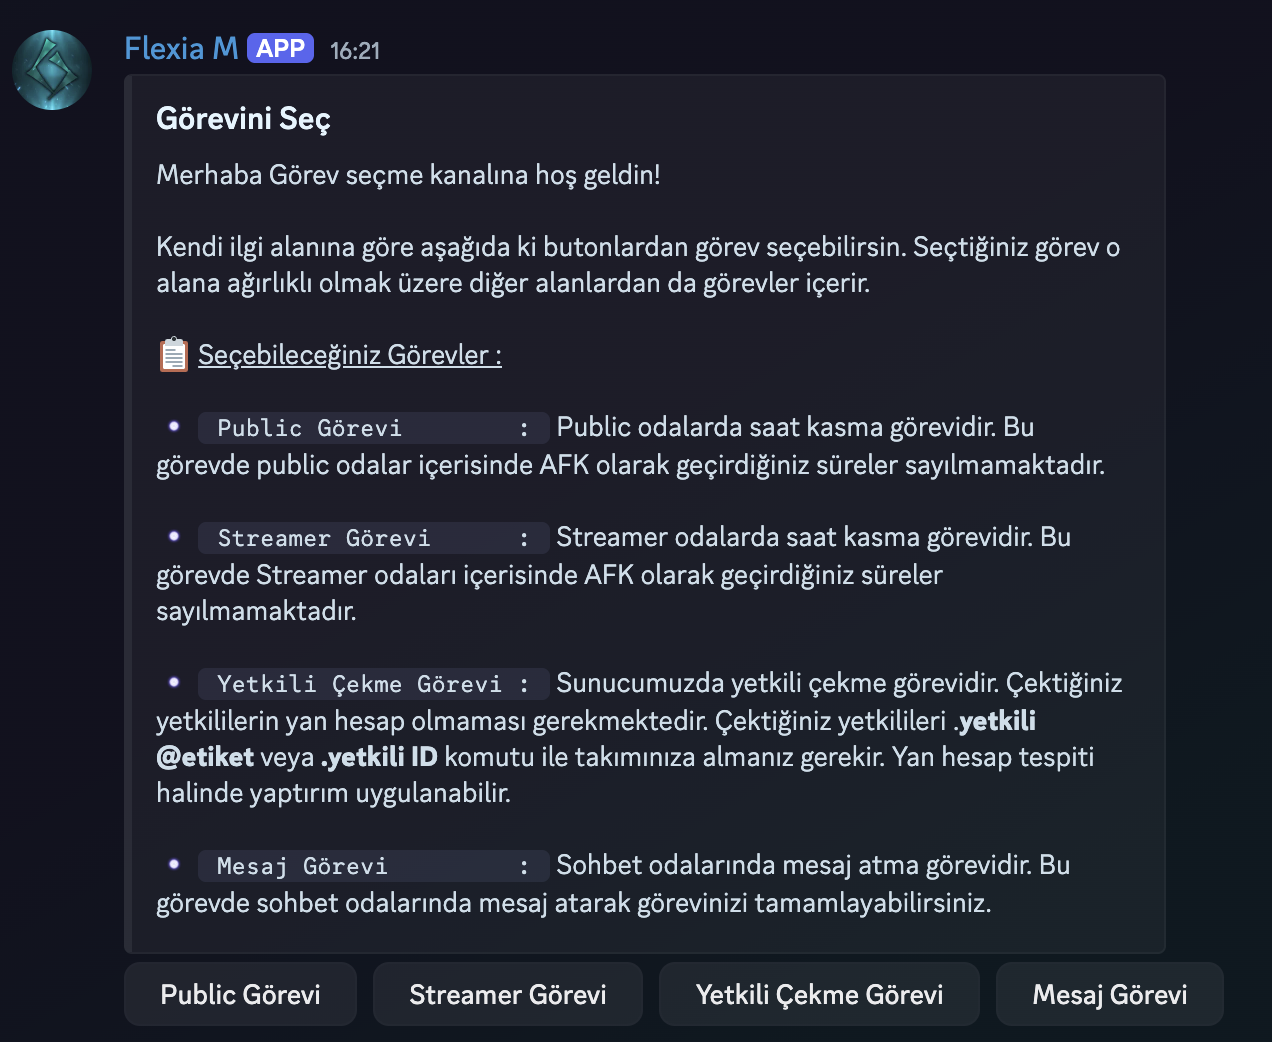 Flexia M APP 16:21
Görevini Seç
Merhaba Görev seçme kanalına hoş geldin!
Kendi ilgi alanına göre aşağıda ki butonlardan görev seçebilirsin. Seçtiğiniz görev o
alana ağırlıklı olmak üzere diğer alanlardan da görevler içerir.
Seçebileceğiniz Görevler :
Public Görevi : Public odalarda saat kasma görevidir. Bu
görevde public odalar içerisinde AFK olarak geçirdiğiniz süreler sayılmamaktadır.
Streamer Görevi : Streamer odalarda saat kasma görevidir. Bu
görevde Streamer odaları içerisinde AFK olarak geçirdiğiniz süreler
sayılmamaktadır.
Yetkili Çekme Görevi : Sunucumuzda yetkili çekme görevidir. Çektiğiniz
yetkililerin yan hesap olmaması gerekmektedir. Çektiğiniz yetkilileri .yetkili
@etiket veya .yetkili ID komutu ile takımınıza almanız gerekir. Yan hesap tespiti
halinde yaptırım uygulanabilir.
Mesaj Görevi : Sohbet odalarında mesaj atma görevidir. Bu
görevde sohbet odalarında mesaj atarak görevinizi tamamlayabilirsiniz.
Public Görevi Streamer Görevi Yetkili Çekme Görevi Mesaj Görevi